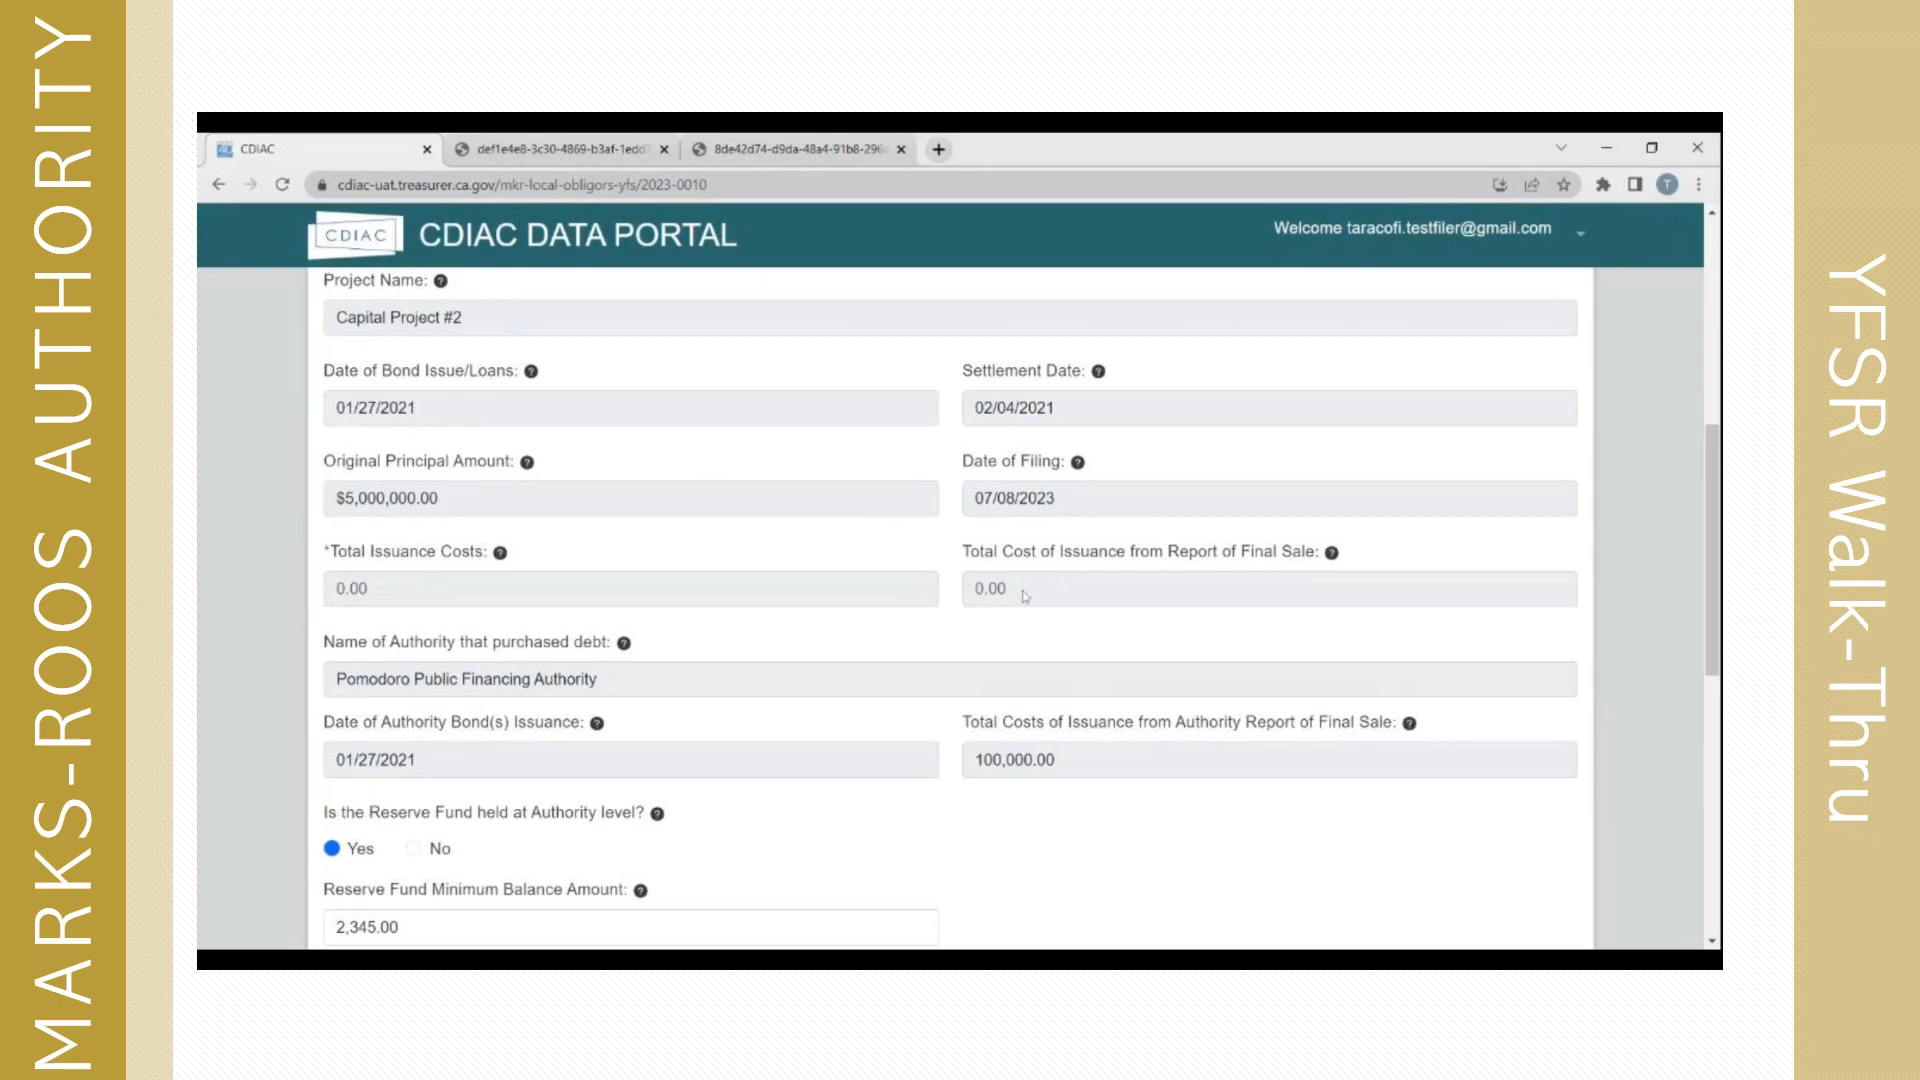 MARKS-ROOS AUTHORITY
CDIAC
def1e4e8-3c30-4869-b3af-1edd
8de42d74-d9da-48a4-91b8-296
cdiac-uat.treasurer.ca.gov/mkr-local-obligors-yfs/2023-0010
T
CDIAC
CDIAC DATA PORTAL
Welcome taracofi.testfiler@gmail.com
Project Name:
Capital Project #2
Date of Bond Issue/Loans:
Settlement Date:
01/27/2021
02/04/2021
Original Principal Amount:
Date of Filing:
$5,000,000.00
07/08/2023
*Total Issuance Costs:
Total Cost of Issuance from Report of Final Sale:
0.00
0.00
Name of Authority that purchased debt:
Pomodoro Public Financing Authority
Date of Authority Bond(s) Issuance:
Total Costs of Issuance from Authority Report of Final Sale:
01/27/2021
100,000.00
Is the Reserve Fund held at Authority level?
Yes
No
Reserve Fund Minimum Balance Amount:
2,345.00
YFSR Walk-Thru